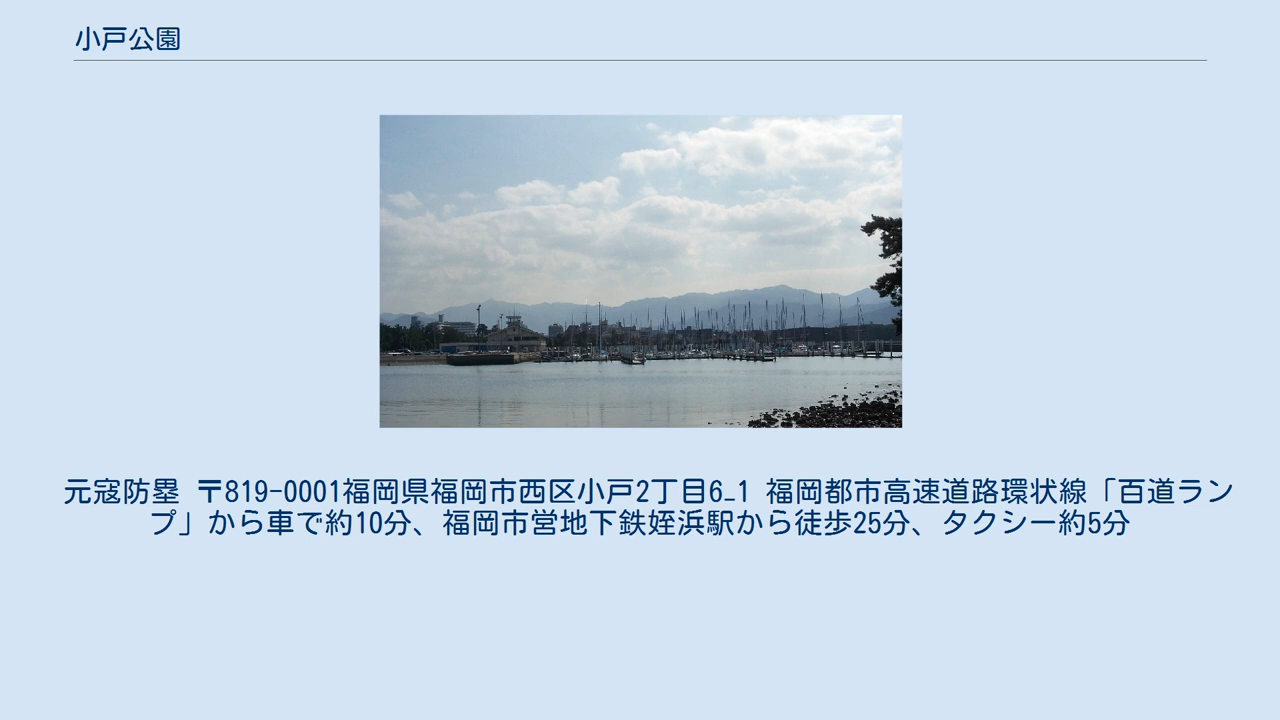 小戸公園
元寇防塁 〒819-0001福岡県福岡市西区小戸2丁目6−1 福岡都市高速道路環状線「百道ラン
プ」から車で約10分、福岡市営地下鉄姪浜駅から徒歩25分、タクシー約5分